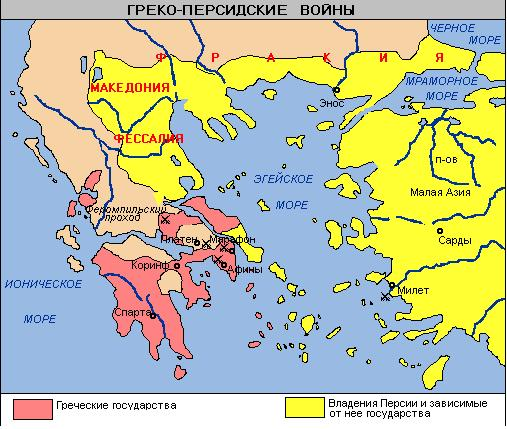 ГРЕКО-ПЕРСИДСКИЕ ВОЙНЫ
ЧЕРНОЕ
МОРЕ
ФРАКИЯ
МРАМОРНОЕ
МОРЕ
МАКЕДОНИЯ
Энос
ФЕССАЛИЯ
п-ов
Малая Азия
ЭГЕЙСКОЕ
МОРЕ
Фермопильский
проход
Платеи
Марафон
Сарды
Коринф
Афины
ИОНИЧЕСКОЕ
МОРЕ
Милет
Спарта
Греческие государства
Владения Персии и зависимые
от нее государства